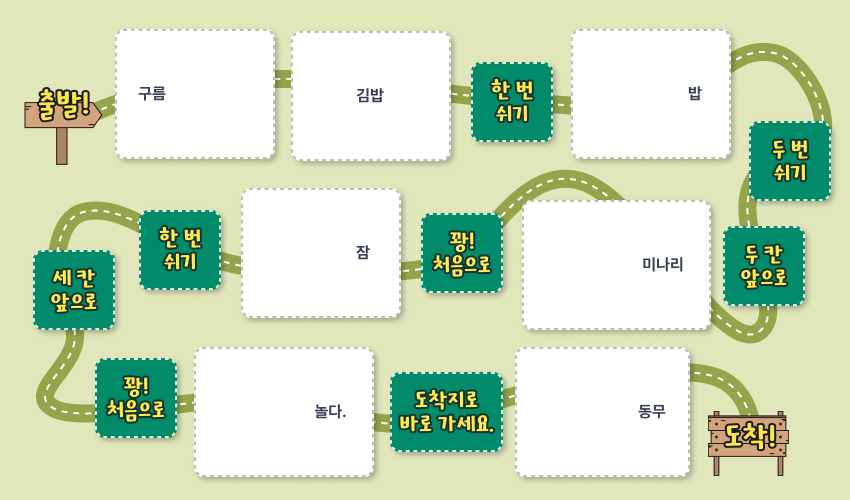 출발!
구름
김밥
한 번
쉬기
밥
두 번
쉬기
두 칸
앞으로
미나리
꽝!
처음으로
잠
한 번
쉬기
세 칸
앞으로
꽝!
처음으로
놀다.
도착지로
바로 가세요.
동무
도착!